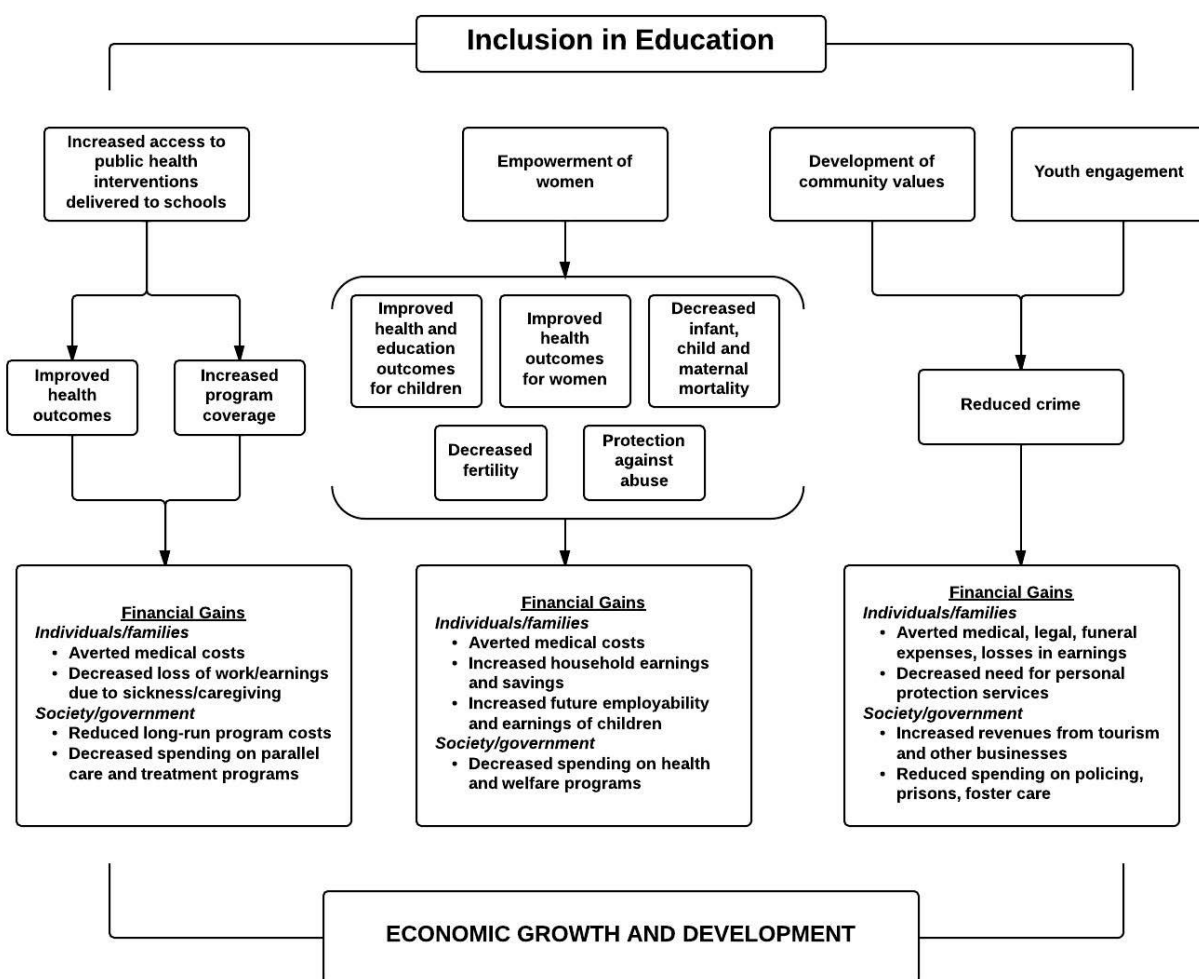 Inclusion in Education
Increased access to
public health
interventions
delivered to schools
Empowerment of
women
Development of
community values
Youth engagement
Improved
health
outcomes
Increased
program
coverage
Improved
health and
education
outcomes
for children
Improved
health
outcomes
for women
Decreased
infant,
child and
maternal
mortality
Decreased
fertility
Protection
against
abuse
Reduced crime
Financial Gains
Individuals/families
• Averted medical costs
• Decreased loss of work/earnings
due to sickness/caregiving
Society/government
• Reduced long-run program costs
• Decreased spending on parallel
care and treatment programs
Financial Gains
Individuals/families
• Averted medical costs
• Increased household earnings
and savings
• Increased future employability
and earnings of children
Society/government
• Decreased spending on health
and welfare programs
Financial Gains
Individuals/families
• Averted medical, legal, funeral
expenses, losses in earnings
• Decreased need for personal
protection services
Society/government
• Increased revenues from tourism
and other businesses
• Reduced spending on policing,
prisons, foster care
ECONOMIC GROWTH AND DEVELOPMENT